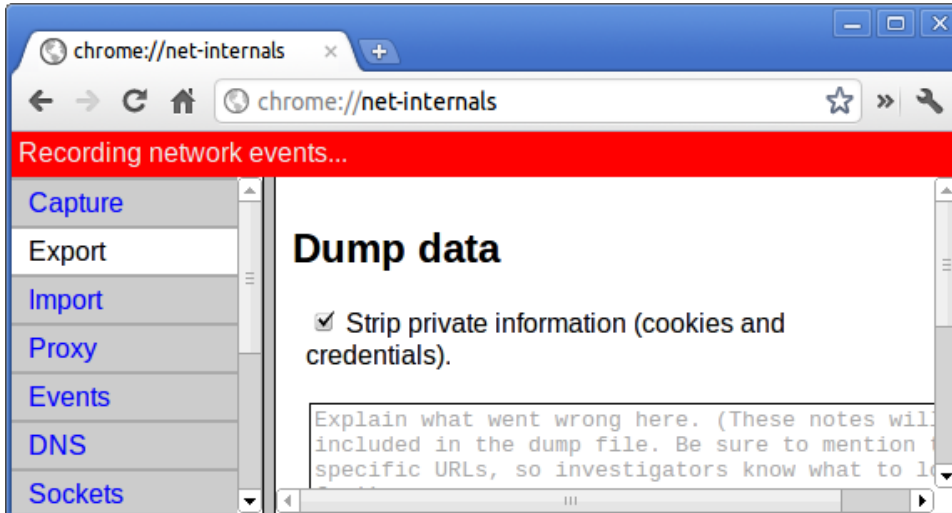 chrome://net-internals
chrome://net-internals
Recording network events...
Capture
Export
Import
Proxy
Events
DNS
Sockets
Dump data
Strip private information (cookies and
credentials).
Explain what went wrong here. (These notes will
included in the dump file. Be sure to mention
specific URLs, so investigators know what to